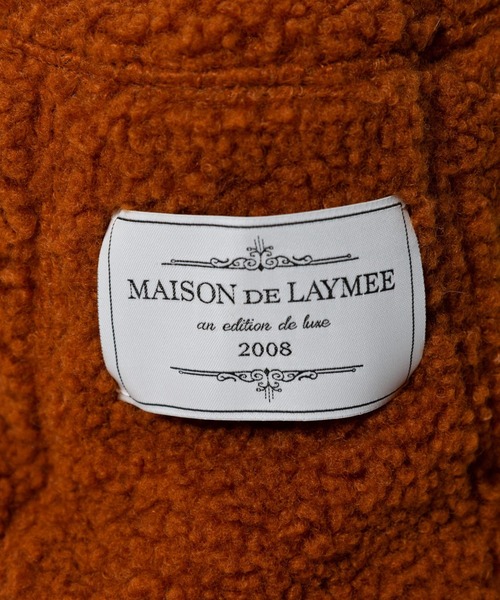 MAISON DE LAYMEE
an edition de luxe
2008